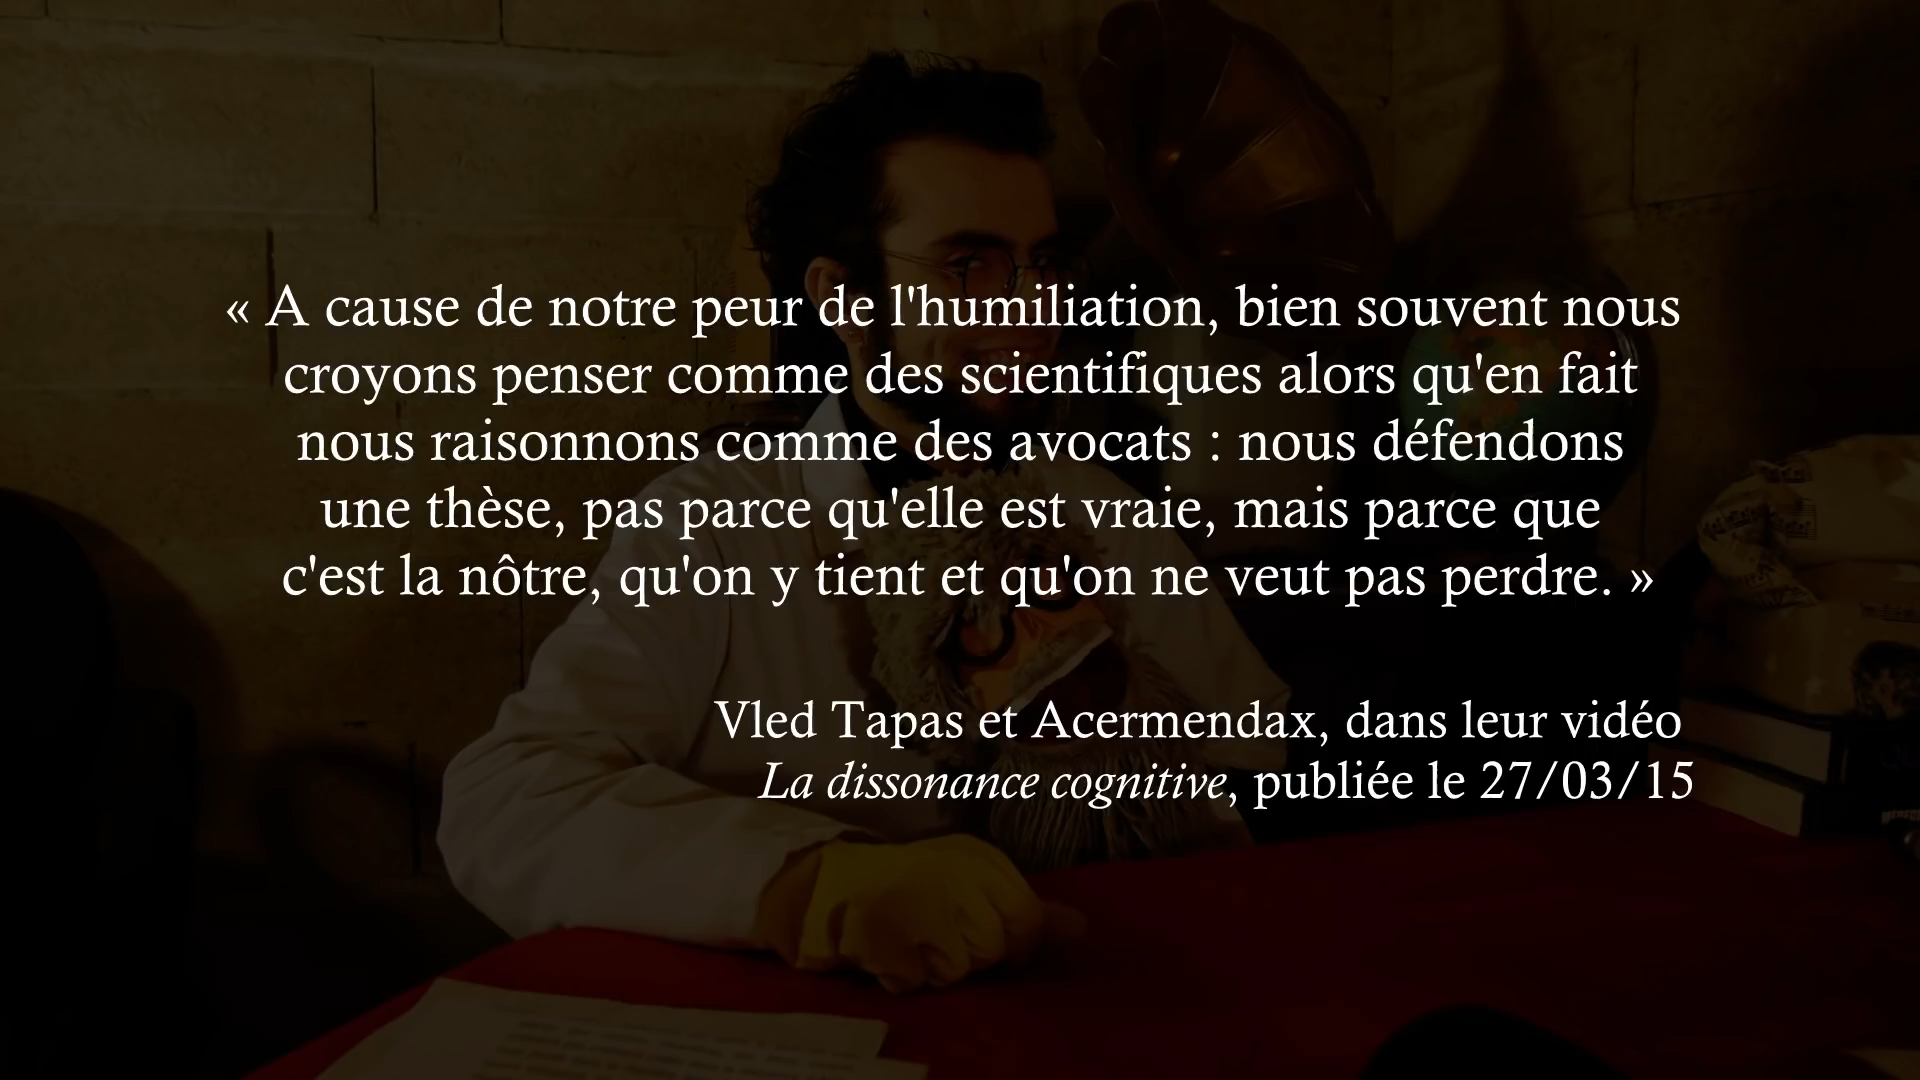 « A cause de notre peur de l'humiliation, bien souvent nous
croyons penser comme des scientifiques alors qu'en fait
nous raisonnons comme des avocats : nous défendons
une thèse, pas parce qu'elle est vraie, mais parce que
c'est la nôtre, qu'on y tient et qu'on ne veut pas perdre. »
Vled Tapas et Acermendax, dans leur vidéo
La dissonance cognitive, publiée le 27/03/15